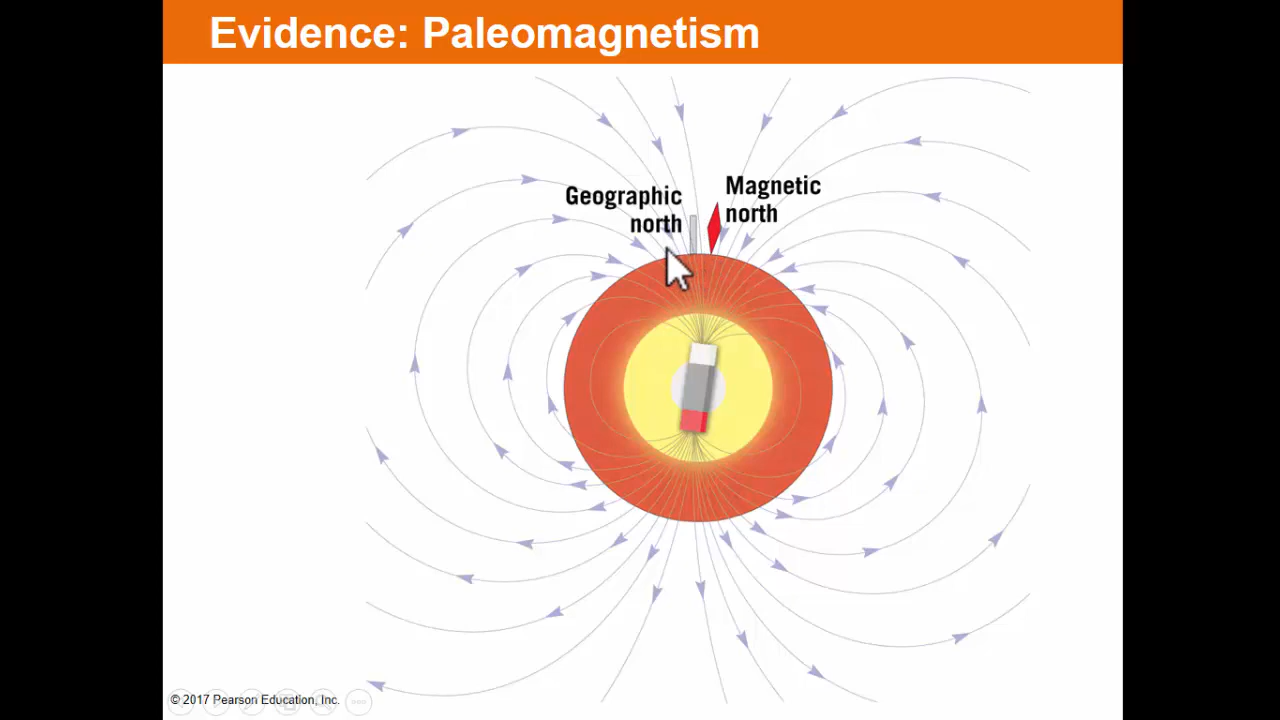 Evidence: Paleomagnetism
Geographic
north
Magnetic
north
© 2017 Pearson Education, Inc.